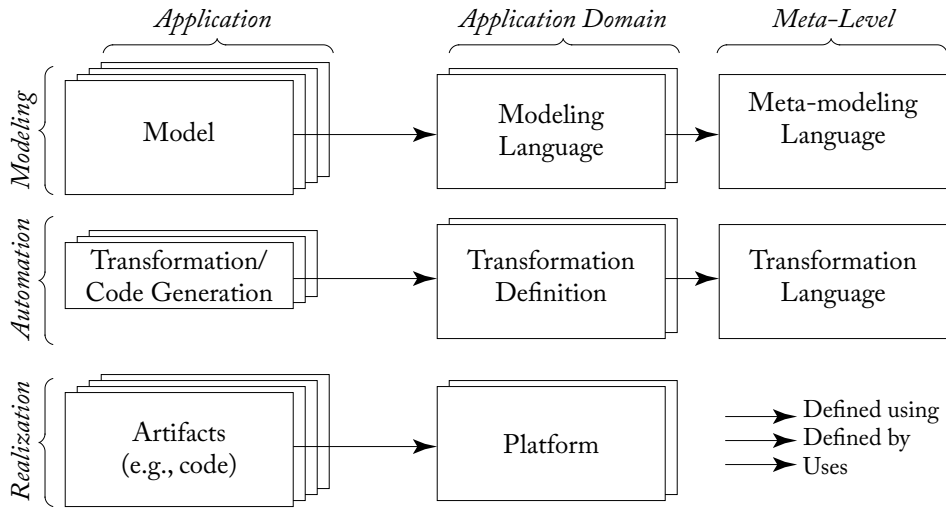 Application
Application Domain
Meta-Level
Modeling
Model
Modeling
Language
Meta-modeling
Language
Automation
Transformation/
Code Generation
Transformation
Definition
Transformation
Language
Realization
Artifacts
(e.g., code)
Platform
Defined using
Defined by
Uses